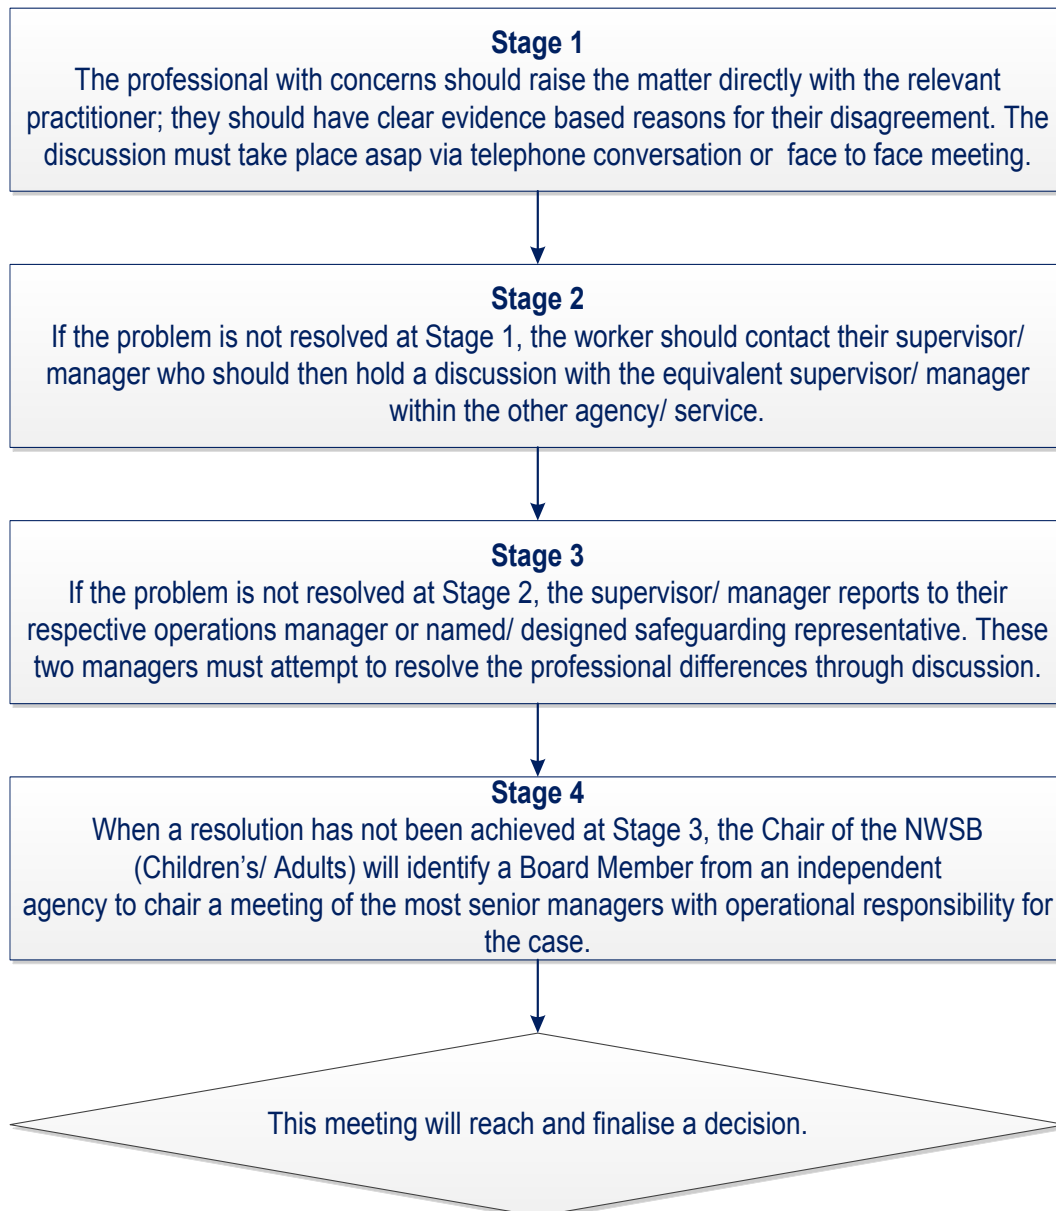 Stage 1
The professional with concerns should raise the matter directly with the relevant
practitioner; they should have clear evidence based reasons for their disagreement. The
discussion must take place asap via telephone conversation or face to face meeting.
Stage 2
If the problem is not resolved at Stage 1, the worker should contact their supervisor/
manager who should then hold a discussion with the equivalent supervisor/ manager
within the other agency/ service.
Stage 3
If the problem is not resolved at Stage 2, the supervisor/ manager reports to their
respective operations manager or named/ designed safeguarding representative. These
two managers must attempt to resolve the professional differences through discussion.
Stage 4
When a resolution has not been achieved at Stage 3, the Chair of the NWSB
(Children's/ Adults) will identify a Board Member from an independent
agency to chair a meeting of the most senior managers with operational responsibility for
the case.
This meeting will reach and finalise a decision.